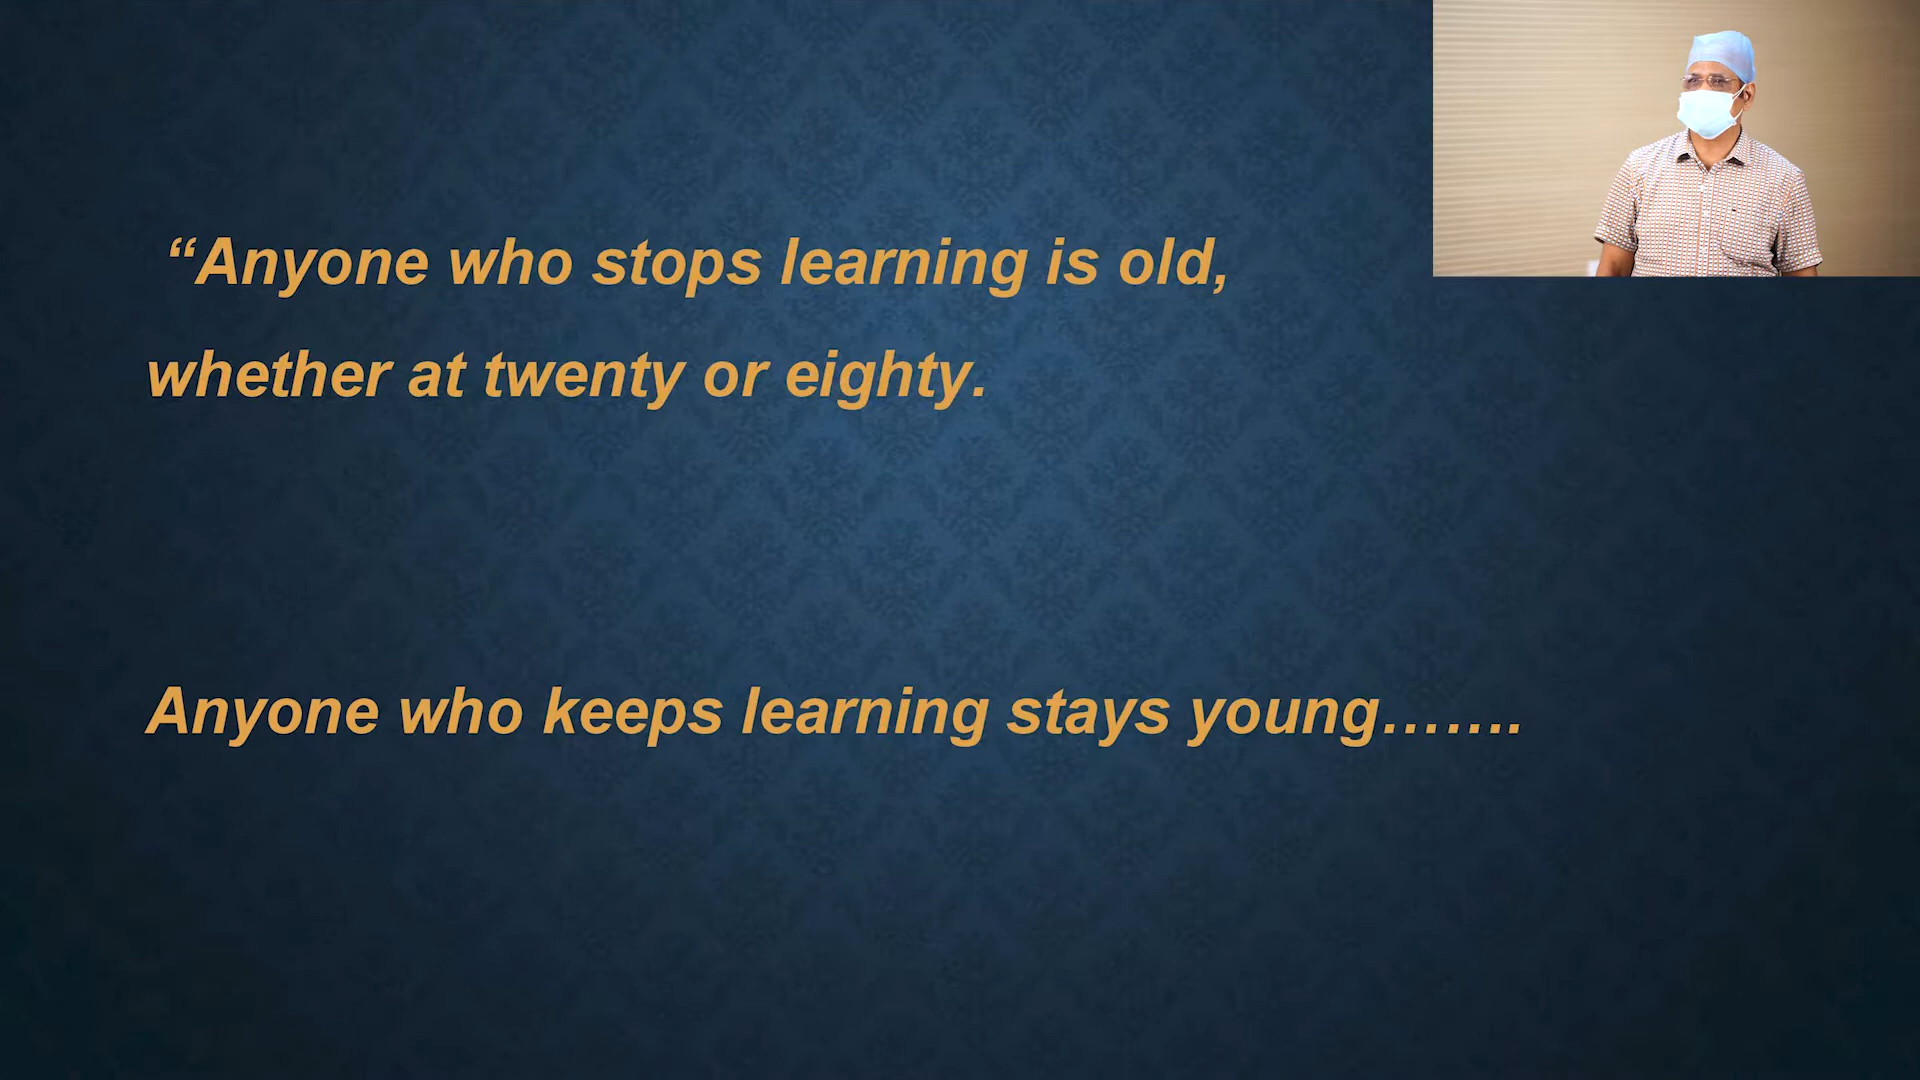 “Anyone who stops learning is old,
whether at twenty or eighty.
Anyone who keeps learning stays young…….